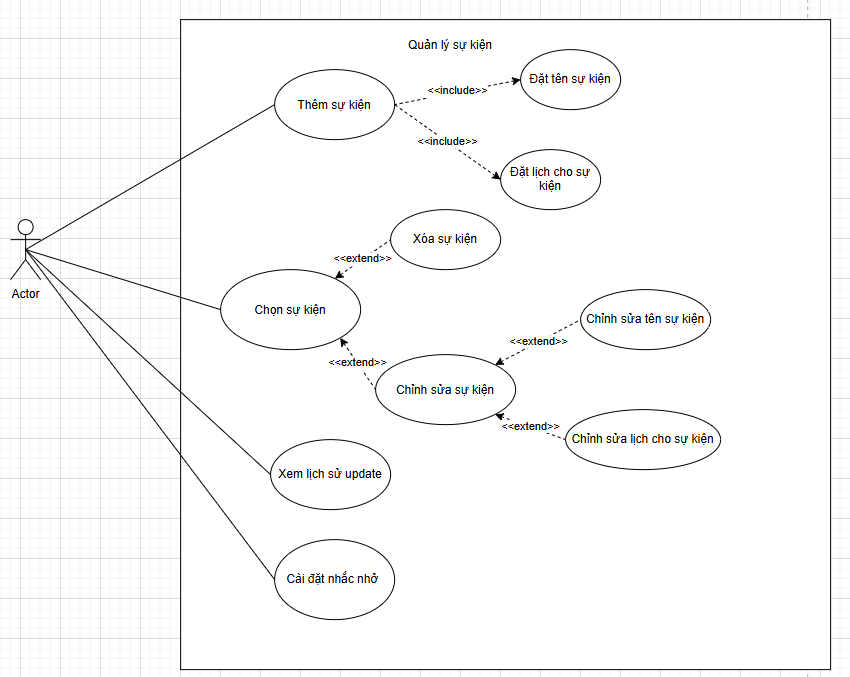 Quản lý sự kiện
Thêm sự kiện
<<include>>
Đặt tên sự kiện
<<include>>
Đặt lịch cho sự
kiện
Actor
Xóa sự kiện
<<extend>>
Chọn sự kiện
<<extend>>
Chỉnh sửa sự kiện
<<extend>>
Chỉnh sửa tên sự kiện
<<extend>>
Chỉnh sửa lịch cho sự kiện
Xem lịch sử update
Cài đặt nhắc nhở